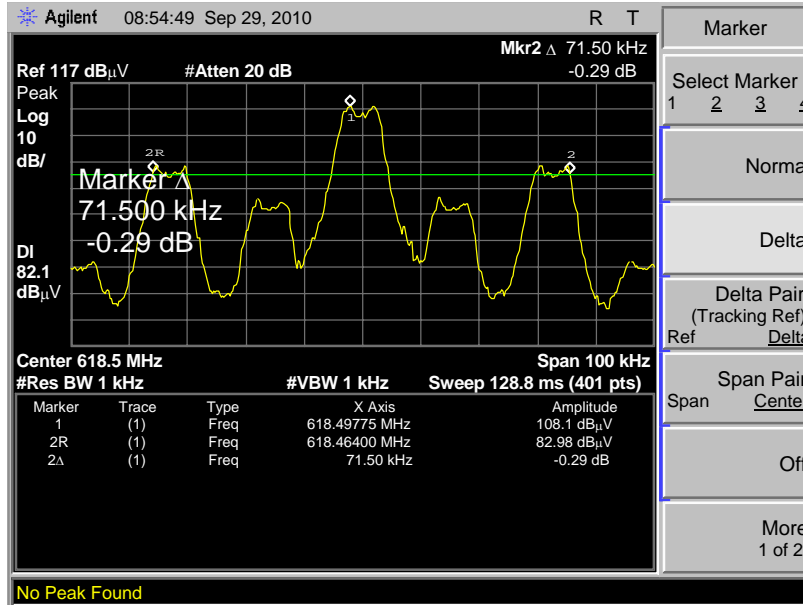 Agilent 08:54:49 Sep 29, 2010 R T
Mkr2 Δ 71.50 kHz
Ref 117 dBμV #Atten 20 dB -0.29 dB
Peak
Log
10
dB/
DI
82.1
dBμV
2R
1
2
Marker Δ
71.500 kHz
-0.29 dB
Center 618.5 MHz Span 100 kHz
#Res BW 1 kHz #VBW 1 kHz Sweep 128.8 ms (401 pts)
Marker Trace Type X Axis Amplitude
1 (1) Freq 618.49775 MHz 108.1 dBμV
2R (1) Freq 618.46400 MHz 82.98 dBμV
2Δ (1) Freq 71.50 kHz -0.29 dB
No Peak Found
Marker
Select Marker
1 2 3 4
Norma
Delta
Delta Pair
(Tracking Ref)
Ref Delta
Span Pair
Span Cente
Off
More
1 of 2